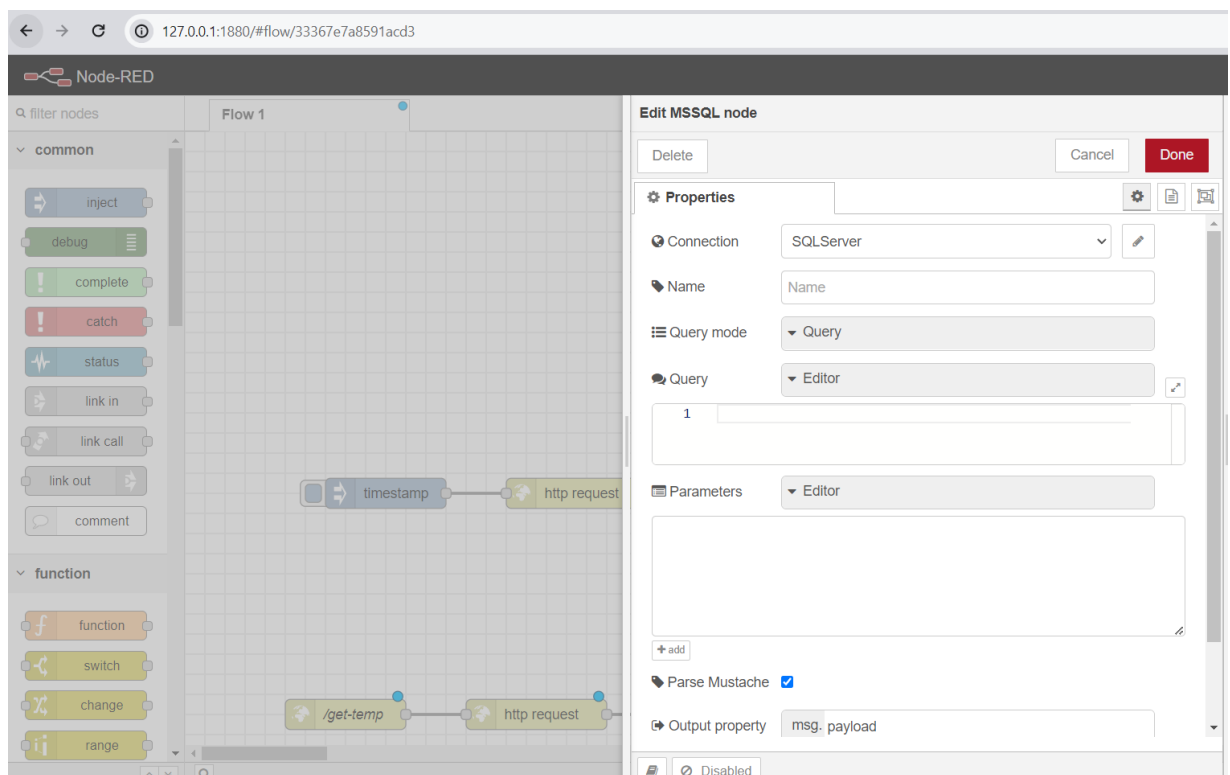 127.0.0.1:1880/#flow/33367e7a8591acd3
Node-RED
filter nodes
Flow 1
Edit MSSQL node
common
Delete
Cancel
Done
Properties
inject
debug
complete
catch
status
link in
link call
link out
comment
Connection
SQLServer
Name
Name
Query mode
Query
Query
Editor
1
timestamp
http request
Parameters
Editor
add
function
function
switch
change
range
/get-temp
http request
Parse Mustache
Output property
msg. payload
Disabled